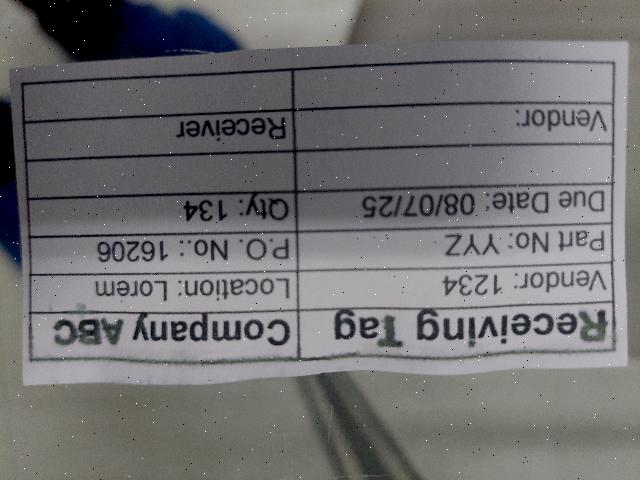 Receiving Tag Company ABC
Vendor: 1234 Location: Lorem
Part No: YYZ P.O. No.: 16206
Due Date: 08/07/25 Qty: 134
Vendor: Receiver